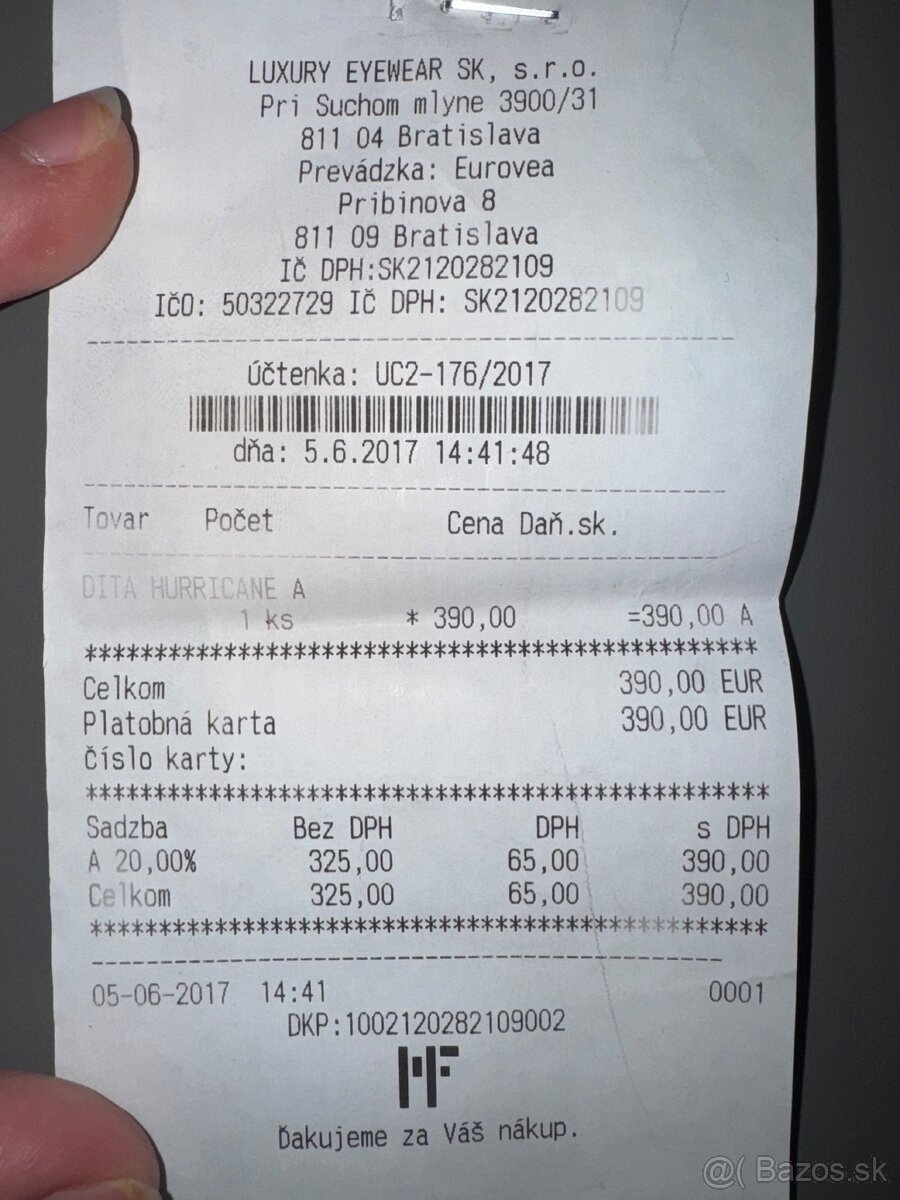 LUXURY EYEWEAR SK, s.r.o.
Pri Suchom mlyne 3900/31
811 04 Bratislava
Prevádzka: Eurovea
Pribinova 8
811 09 Bratislava
IČ DPH:SK2120282109
IČO: 50322729 IČ DPH: SK2120282109
Účtenka: UC2-176/2017
dňa: 5.6.2017 14:41:48
Tovar Počet Cena Daň.sk.
DITA HURRICANE A
1 ks * 390,00 =390,00 A
**************************************************
Celkom 390,00 EUR
Platobná karta 390,00 EUR
Číslo karty:
**************************************************
Sadzba Bez DPH DPH s DPH
A 20,00% 325,00 65,00 390,00
Celkom 325,00 65,00 390,00
**************************************************
05-06-2017 14:41 0001
DKP:1002120282109002
MF
Ďakujeme za Váš nákup.
@( Bazos.sk